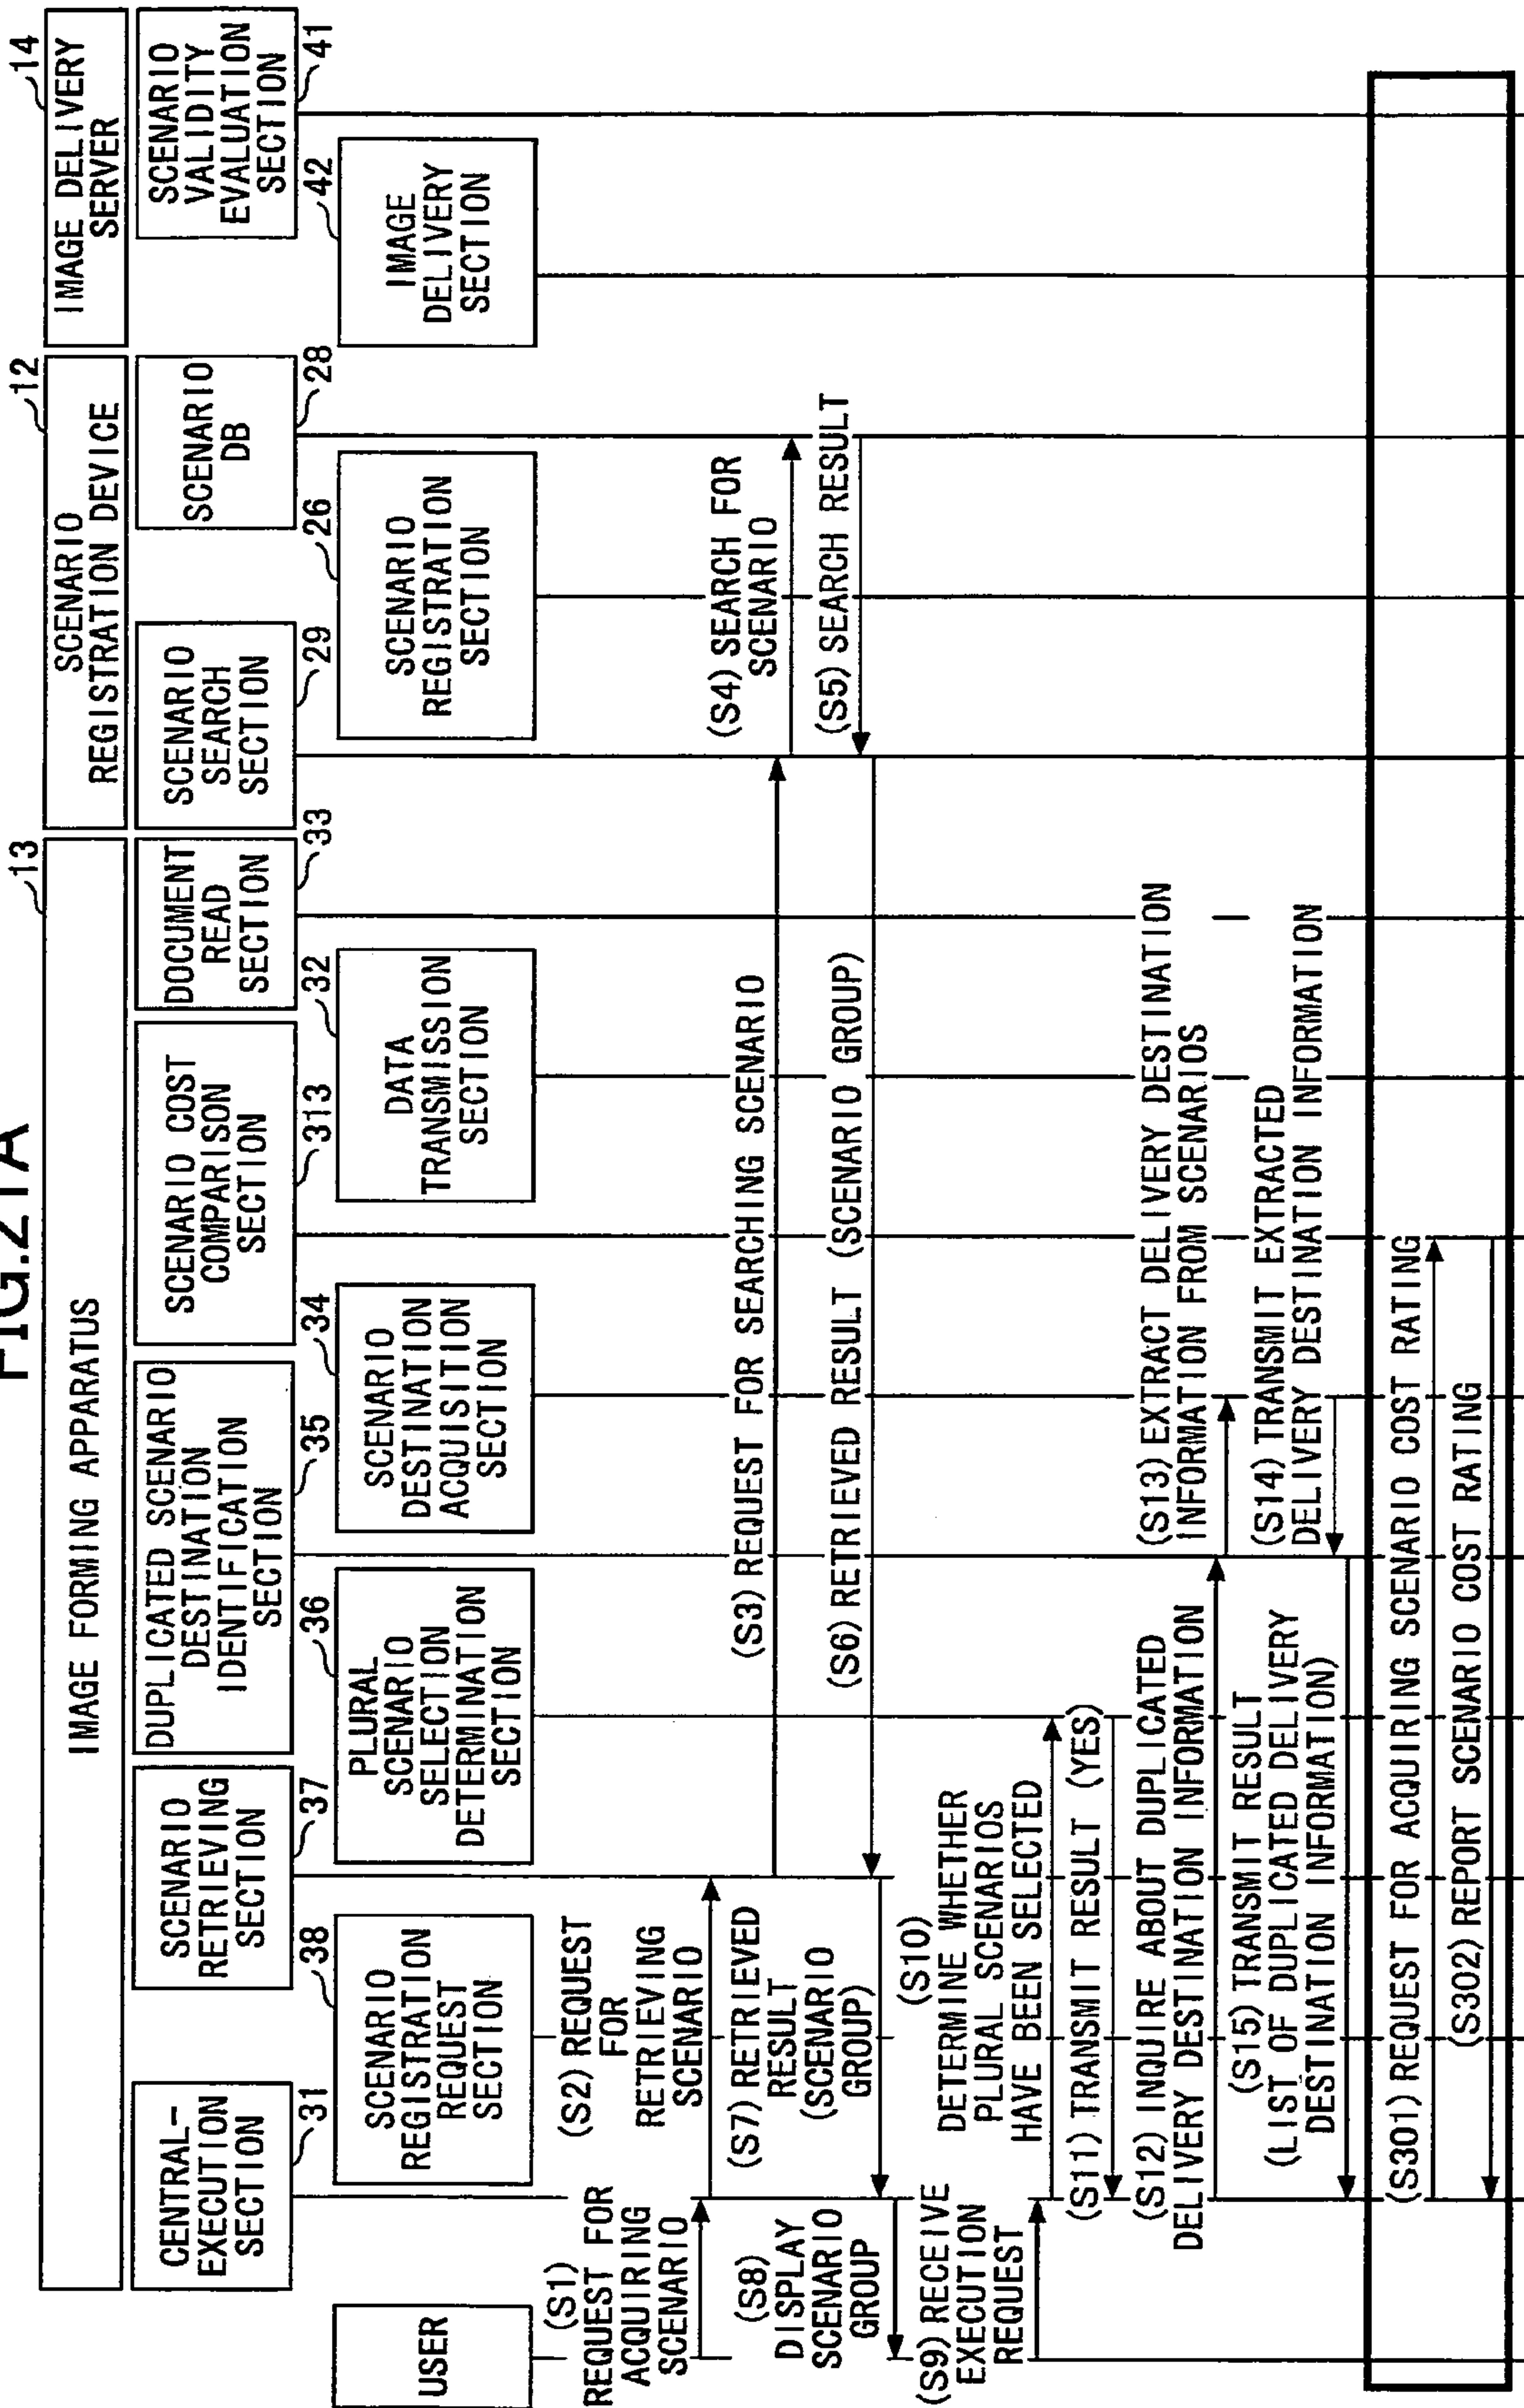 FIG.21A
13
IMAGE FORMING APPARATUS
12
SCENARIO
REGISTRATION DEVICE
14
IMAGE DELIVERY
SERVER
CENTRAL-
EXECUTION
SECTION
31
SCENARIO
RETRIEVING
SECTION
37
DUPLICATED SCENARIO
DESTINATION
IDENTIFICATION
SECTION
35
SCENARIO COST
COMPARISON
SECTION
313
DOCUMENT
READ
SECTION
33
SCENARIO
SEARCH
SECTION
29
SCENARIO
DB
28
SCENARIO
VALIDITY
EVALUATION
SECTION
41
USER
38
SCENARIO
REGISTRATION
REQUEST
SECTION
36
PLURAL
SCENARIO
SELECTION
DETERMINATION
SECTION
34
SCENARIO
DESTINATION
ACQUISITION
SECTION
32
DATA
TRANSMISSION
SECTION
26
SCENARIO
REGISTRATION
SECTION
42
IMAGE
DELIVERY
SECTION
(S1)
REQUEST FOR
ACQUIRING
SCENARIO
(S2) REQUEST
FOR
RETRIEVING
SCENARIO
(S3) REQUEST FOR SEARCHING SCENARIO
(S4) SEARCH FOR
SCENARIO
(S5) SEARCH RESULT
(S6) RETRIEVED RESULT (SCENARIO GROUP)
(S7) RETRIEVED
RESULT
(SCENARIO
GROUP)
(S8)
DISPLAY
SCENARIO
GROUP
(S9) RECEIVE
EXECUTION
REQUEST
(S10)
DETERMINE WHETHER
PLURAL SCENARIOS
HAVE BEEN SELECTED
(S11) TRANSMIT RESULT (YES)
(S12) INQUIRE ABOUT DUPLICATED
DELIVERY DESTINATION INFORMATION
(S13) EXTRACT DELIVERY DESTINATION
INFORMATION FROM SCENARIOS
(S14) TRANSMIT EXTRACTED
DELIVERY DESTINATION INFORMATION
(S15) TRANSMIT RESULT
(LIST OF DUPLICATED DELIVERY
DESTINATION INFORMATION)
(S301) REQUEST FOR ACQUIRING SCENARIO COST RATING
(S302) REPORT SCENARIO COST RATING